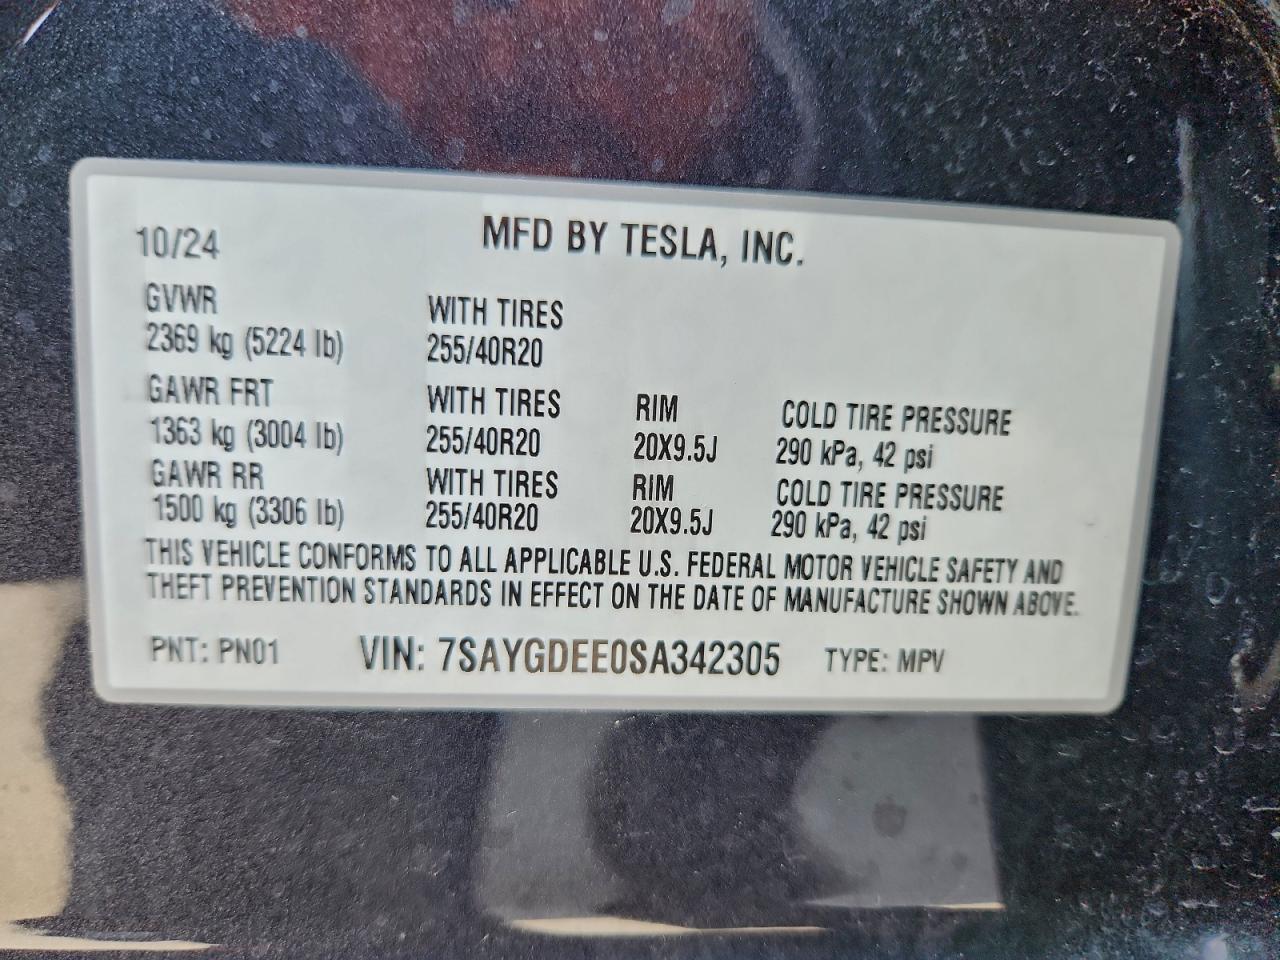 10/24 MFD BY TESLA, INC.
GVWR WITH TIRES
2369 kg (5224 lb) 255/40R20
GAWR FRT WITH TIRES RIM COLD TIRE PRESSURE
1363 kg (3004 lb) 255/40R20 20X9.5J 290 kPa, 42 psi
GAWR RR WITH TIRES RIM COLD TIRE PRESSURE
1500 kg (3306 lb) 255/40R20 20X9.5J 290 kPa, 42 psi
THIS VEHICLE CONFORMS TO ALL APPLICABLE U.S. FEDERAL MOTOR VEHICLE SAFETY AND
THEFT PREVENTION STANDARDS IN EFFECT ON THE DATE OF MANUFACTURE SHOWN ABOVE.
PNT: PN01 VIN: 7SAYGDEE0SA342305 TYPE: MPV